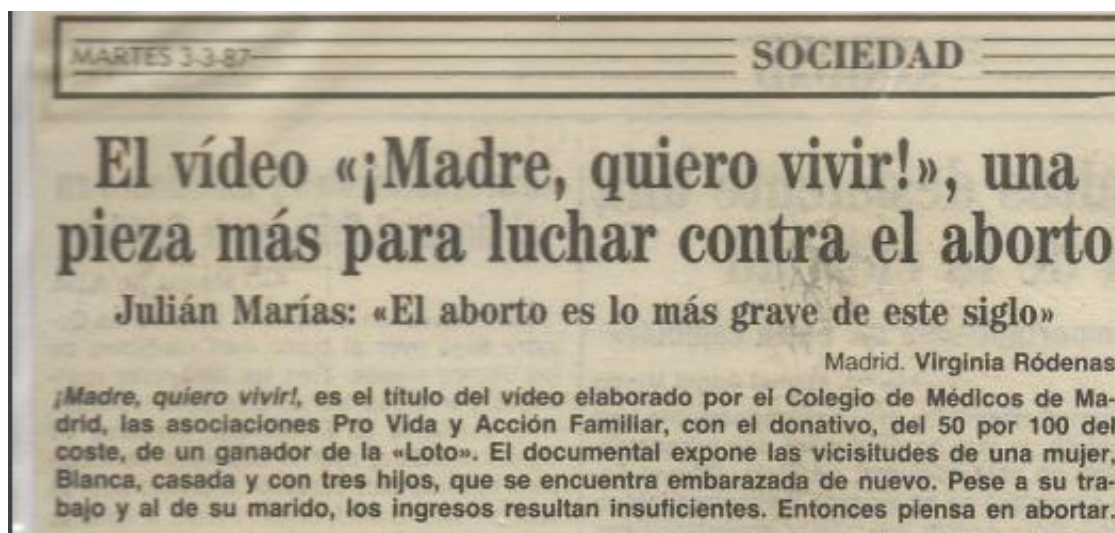 MARTES 3-3-87
SOCIEDAD
El vídeo «¡Madre, quiero vivir!», una
pieza más para luchar contra el aborto
Julián Marías: «El aborto es lo más grave de este siglo»
Madrid. Virginia Ródenas
¡Madre, quiero vivir!, es el título del vídeo elaborado por el Colegio de Médicos de Ma-
drid, las asociaciones Pro Vida y Acción Familiar, con el donativo, del 50 por 100 del
coste, de un ganador de la «Loto». El documental expone las vicisitudes de una mujer,
Blanca, casada y con tres hijos, que se encuentra embarazada de nuevo. Pese a su tra-
bajo y al de su marido, los ingresos resultan insuficientes. Entonces piensa en abortar.